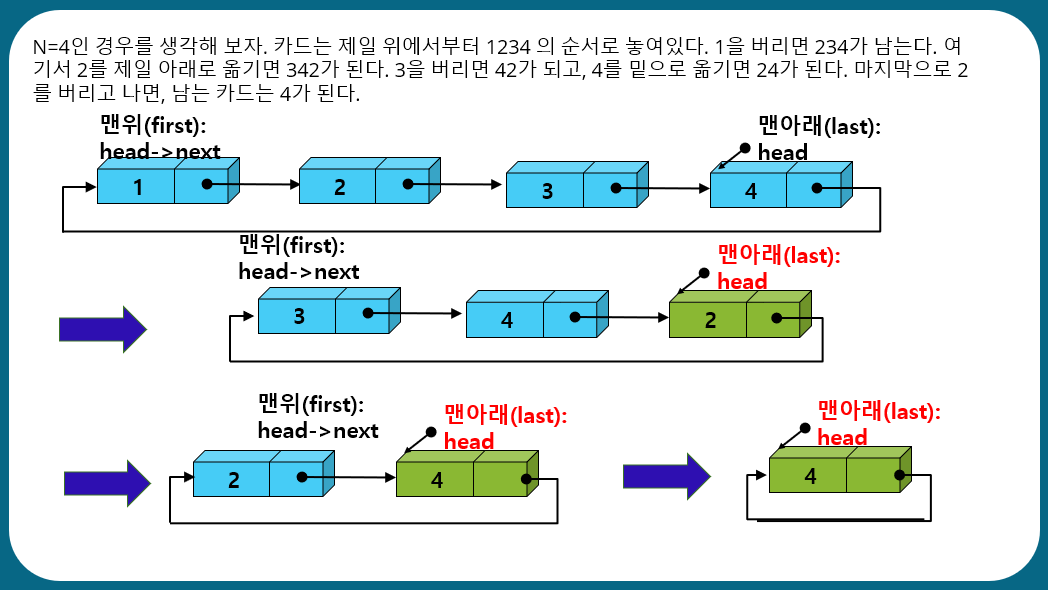 N=4인 경우를 생각해 보자. 카드는 제일 위에서부터 1234 의 순서로 놓여있다. 1을 버리면 234가 남는다. 여
기서 2를 제일 아래로 옮기면 342가 된다. 3을 버리면 42가 되고, 4를 밑으로 옮기면 24가 된다. 마지막으로 2
를 버리고 나면, 남는 카드는 4가 된다.
맨위(first):
head->next
맨아래(last):
head
1
2
3
4
맨위(first):
head->next
맨아래(last):
head
3
4
2
맨위(first):
head->next
맨아래(last):
head
2
4
맨아래(last):
head
4